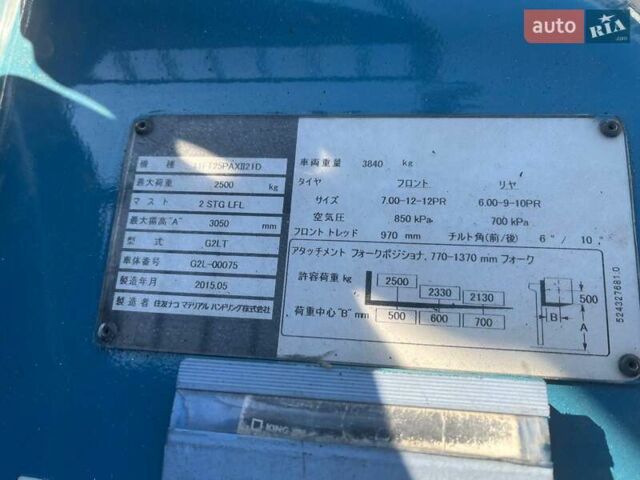 auto RIA.com
機 種 11FT25PAXⅡ21D
最大荷重 2500 kg
マ ス ト 2 STG LFL
最大揚高"A" 3050 mm
型 式 G2LT
車体番号 G2L-00075
製造年月 2015.05
製造者 住友ナコ マテリアル ハンドリング株式会社
車両重量 3840 kg
タイヤ フロント リヤ
サイズ 7.00-12-12PR 6.00-9-10PR
空気圧 850 kPa 700 kPa
フロント トレッド 970 mm チルト角(前/後) 6°/ 10°
アタッチメント フォークポジショナ, 770-1370 mm フォーク
許容荷重 kg 2500 2330 2130
荷重中心"B" mm 500 600 700
500
B A
524327681.0
KING